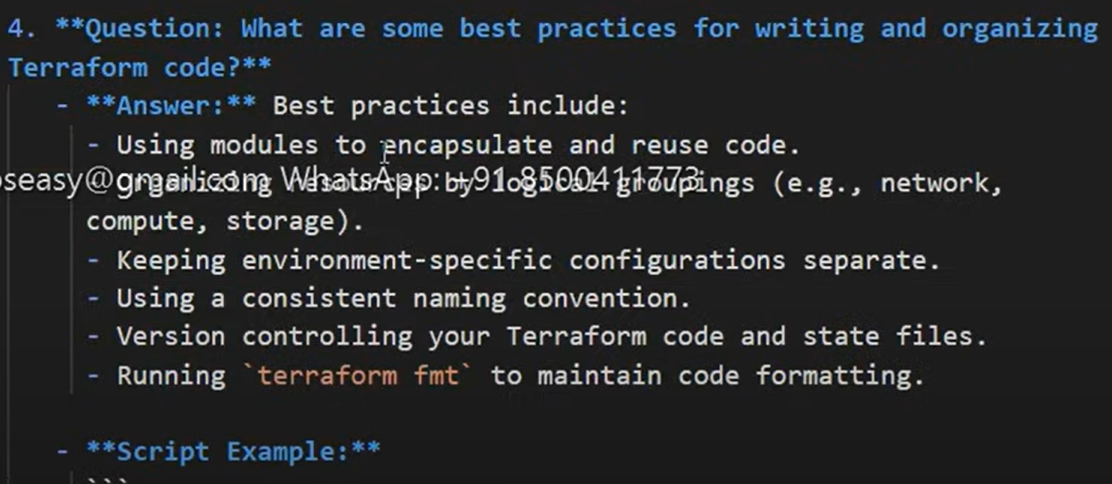 4. **Question: What are some best practices for writing and organizing
Terraform code?**
- **Answer:** Best practices include:
- Using modules to encapsulate and reuse code.
- Organizing resources by logical groupings (e.g., network,
oseasy@gmail.com WhatsApp: +91 8500411773
compute, storage).
- Keeping environment-specific configurations separate.
- Using a consistent naming convention.
- Version controlling your Terraform code and state files.
- Running `terraform fmt` to maintain code formatting.
- **Script Example:**
```